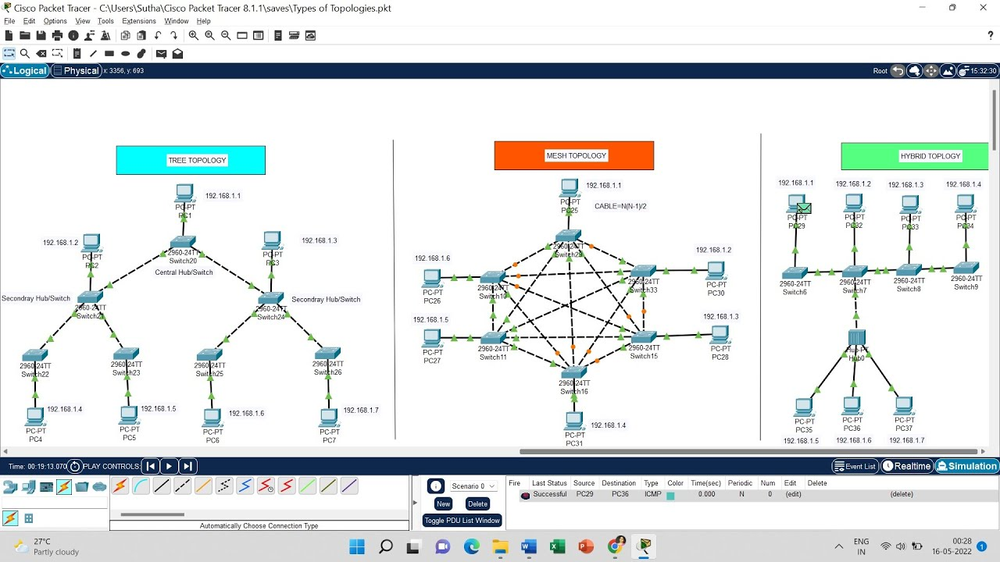 Cisco Packet Tracer - C:\Users\Sutha\Cisco Packet Tracer 8.1.1\saves\Types of Topologies.pkt
File Edit Options View Tools Extensions Window Help
Logical Physical x: 3356, y: 693 Root 15:32:30
TREE TOPOLOGY
192.168.1.1
PC-PT
PC1
192.168.1.2
PC-PT
PC2
192.168.1.3
PC-PT
PC3
2960-24TT
Switch20
Central Hub/Switch
Secondray Hub/Switch
2960-24TT
Secondray Hub/Switch
2960-24TT
Switch24
2960-24TT
Switch22
2960-24TT
Switch23
2960-24TT
Switch25
2960-24TT
Switch26
192.168.1.4
PC-PT
PC4
192.168.1.5
PC-PT
PC5
192.168.1.6
PC-PT
PC6
192.168.1.7
PC-PT
PC7
MESH TOPOLOGY
192.168.1.1
CABLE=N(N-1)/2
PC-PT
PC25
2960-24TT
Switch29
192.168.1.6
PC-PT
PC26
2960-24TT
Switch10
192.168.1.2
PC-PT
PC30
2960-24TT
Switch33
192.168.1.5
PC-PT
PC27
2960-24TT
Switch11
192.168.1.3
PC-PT
PC28
2960-24TT
Switch15
2960-24TT
Switch16
192.168.1.4
PC-PT
PC31
HYBRID TOPLOGY
192.168.1.1
PC-PT
PC29
192.168.1.2
PC-PT
PC32
192.168.1.3
PC-PT
PC33
192.168.1.4
PC-PT
PC34
2960-24TT
Switch6
2960-24TT
Switch7
2960-24TT
Switch8
2960-24TT
Switch9
Hub-PT
Hub0
PC-PT
PC35
192.168.1.5
PC-PT
PC36
192.168.1.6
PC-PT
PC37
192.168.1.7
Time: 00:19:13.070 PLAY CONTROLS: Event List Realtime Simulation
Automatically Choose Connection Type
Scenario 0
New Delete
Toggle PDU List Window
Fire Last Status Source Destination Type Color Time(sec) Periodic Num Edit Delete
Successful PC29 PC36 ICMP 0.000 N 0 (edit) (delete)
27°C
Partly cloudy
ENG
IN
00:28
16-05-2022
1